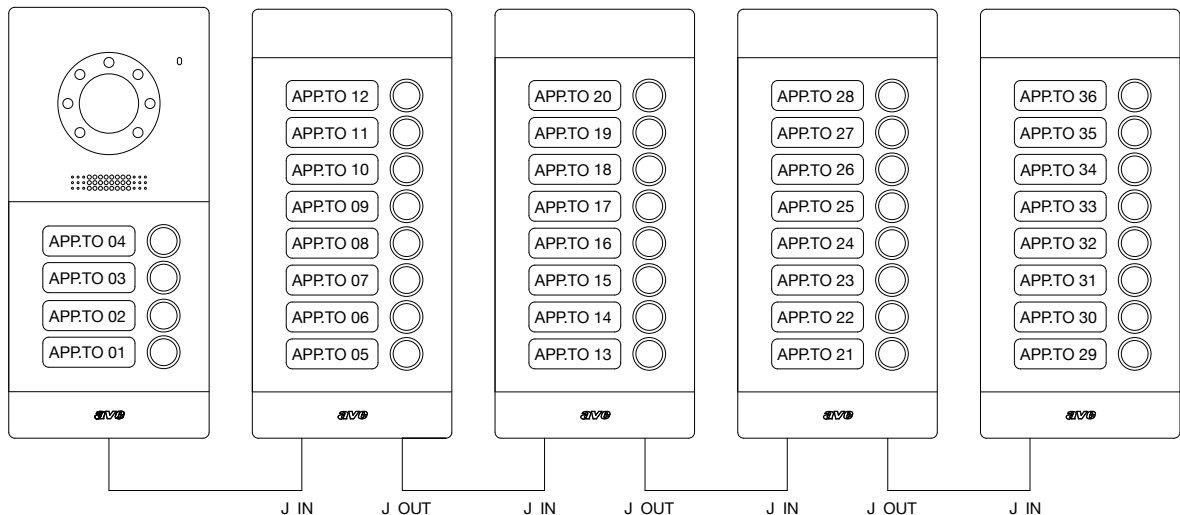 0
APP.TO 04
APP.TO 03
APP.TO 02
APP.TO 01
ave
APP.TO 12
APP.TO 11
APP.TO 10
APP.TO 09
APP.TO 08
APP.TO 07
APP.TO 06
APP.TO 05
ave
APP.TO 20
APP.TO 19
APP.TO 18
APP.TO 17
APP.TO 16
APP.TO 15
APP.TO 14
APP.TO 13
ave
APP.TO 28
APP.TO 27
APP.TO 26
APP.TO 25
APP.TO 24
APP.TO 23
APP.TO 22
APP.TO 21
ave
APP.TO 36
APP.TO 35
APP.TO 34
APP.TO 33
APP.TO 32
APP.TO 31
APP.TO 30
APP.TO 29
ave
J IN
J OUT
J IN
J OUT
J IN
J OUT
J IN